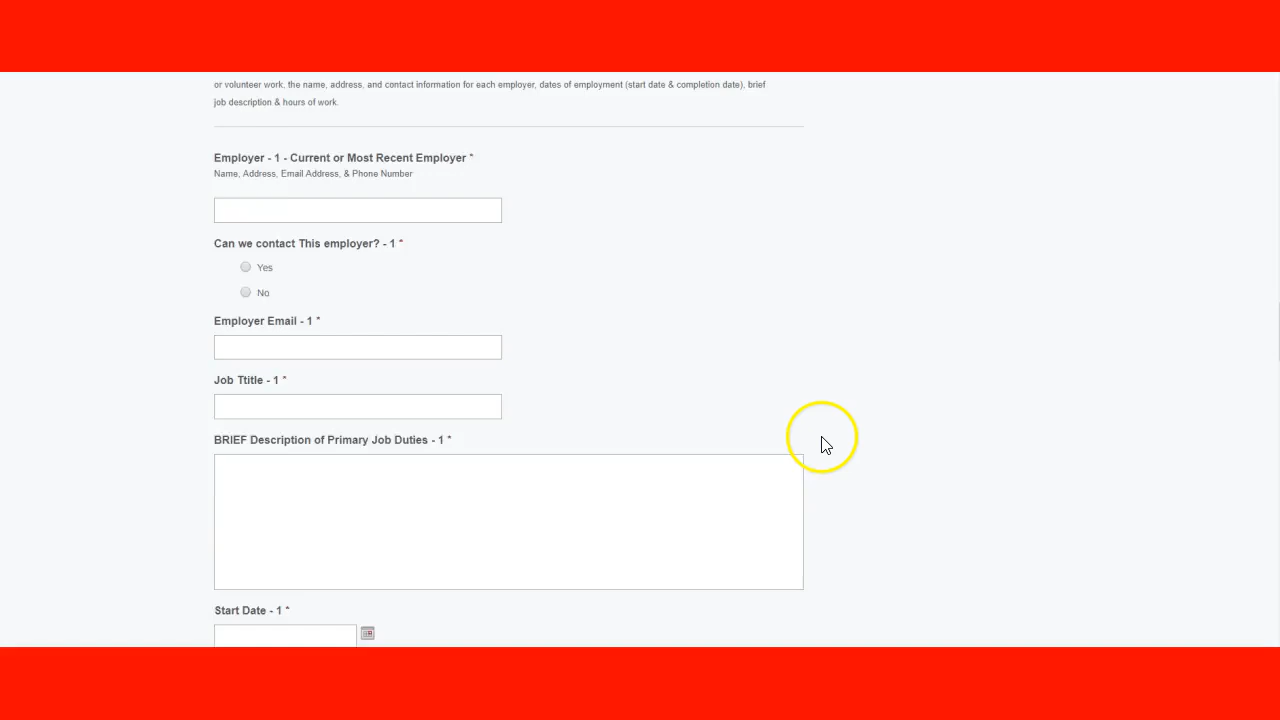 or volunteer work, the name, address, and contact information for each employer, dates of employment (start date & completion date), brief
job description & hours of work.
Employer - 1 - Current or Most Recent Employer *
Name, Address, Email Address, & Phone Number
Can we contact This employer? - 1 *
Yes
No
Employer Email - 1 *
Job Ttitle - 1 *
BRIEF Description of Primary Job Duties - 1 *
Start Date - 1 *